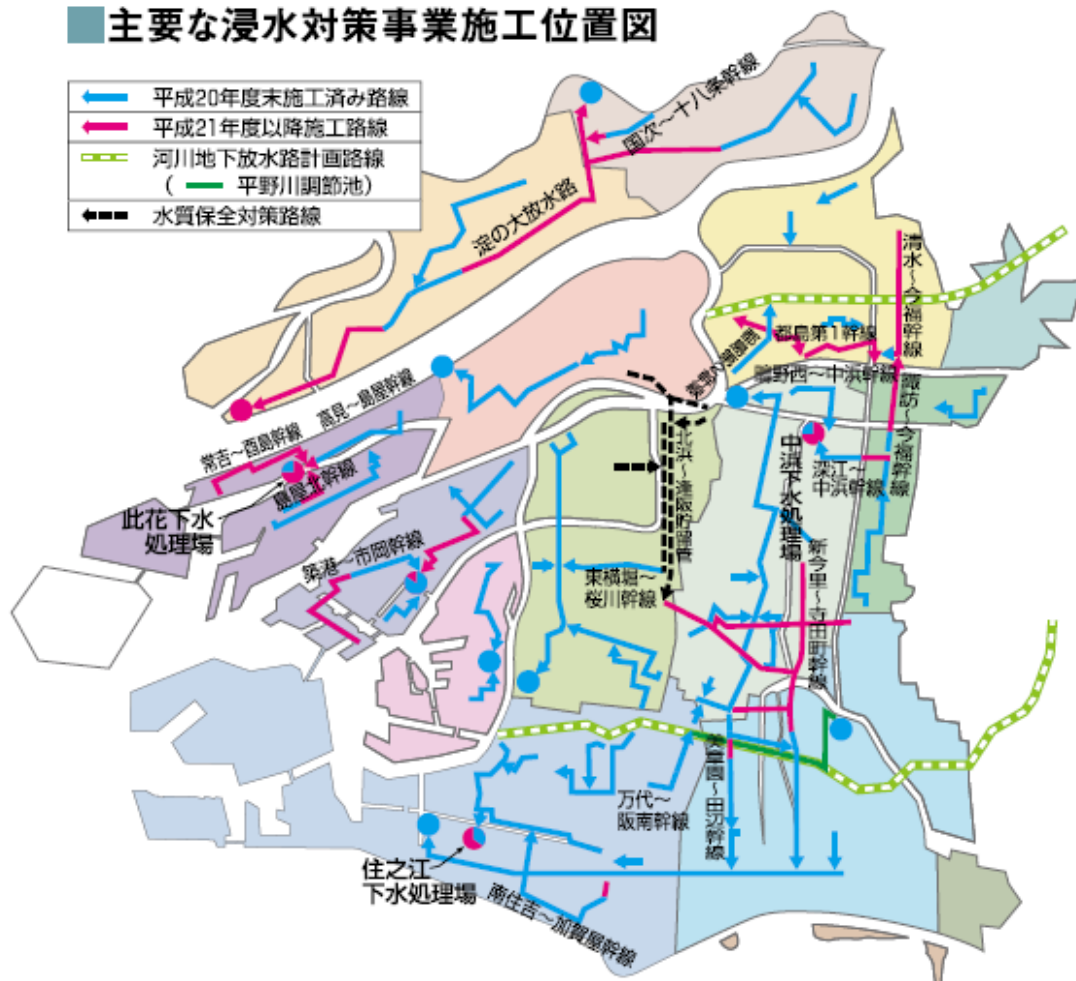 主要な浸水対策事業施工位置図
平成20年度末施工済み路線
平成21年度以降施工路線
河川地下放水路計画路線
( 平野川調節池)
水質保全対策路線
国次~十八条幹線
淀の大放水路
清水~今福幹線
都島第1幹線
鴫野西~中浜幹線
諏訪~今福幹線
高見~島屋幹線
常吉~酉島幹線
島屋北幹線
此花下水
処理場
北浜~逢阪貯留管
中浜下水処理場
深江~
中浜幹線
築港~市岡幹線
東横堀~
桜川幹線
新今里~寺田町幹線
万代~
阪南幹線
美章園~田辺幹線
住之江
下水処理場
南住吉~加賀屋幹線